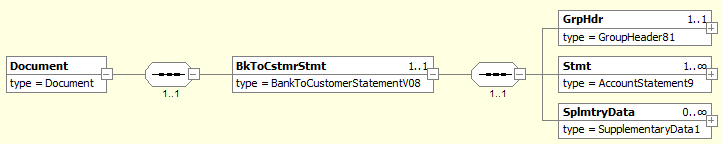 GrpHdr 1..1
type = GroupHeader81
Document
type = Document
1..1
BkToCstmrStmt 1..1
type = BankToCustomerStatementV08
1..1
Stmt 1..∞
type = AccountStatement9
SplmtryData 0..∞
type = SupplementaryData1